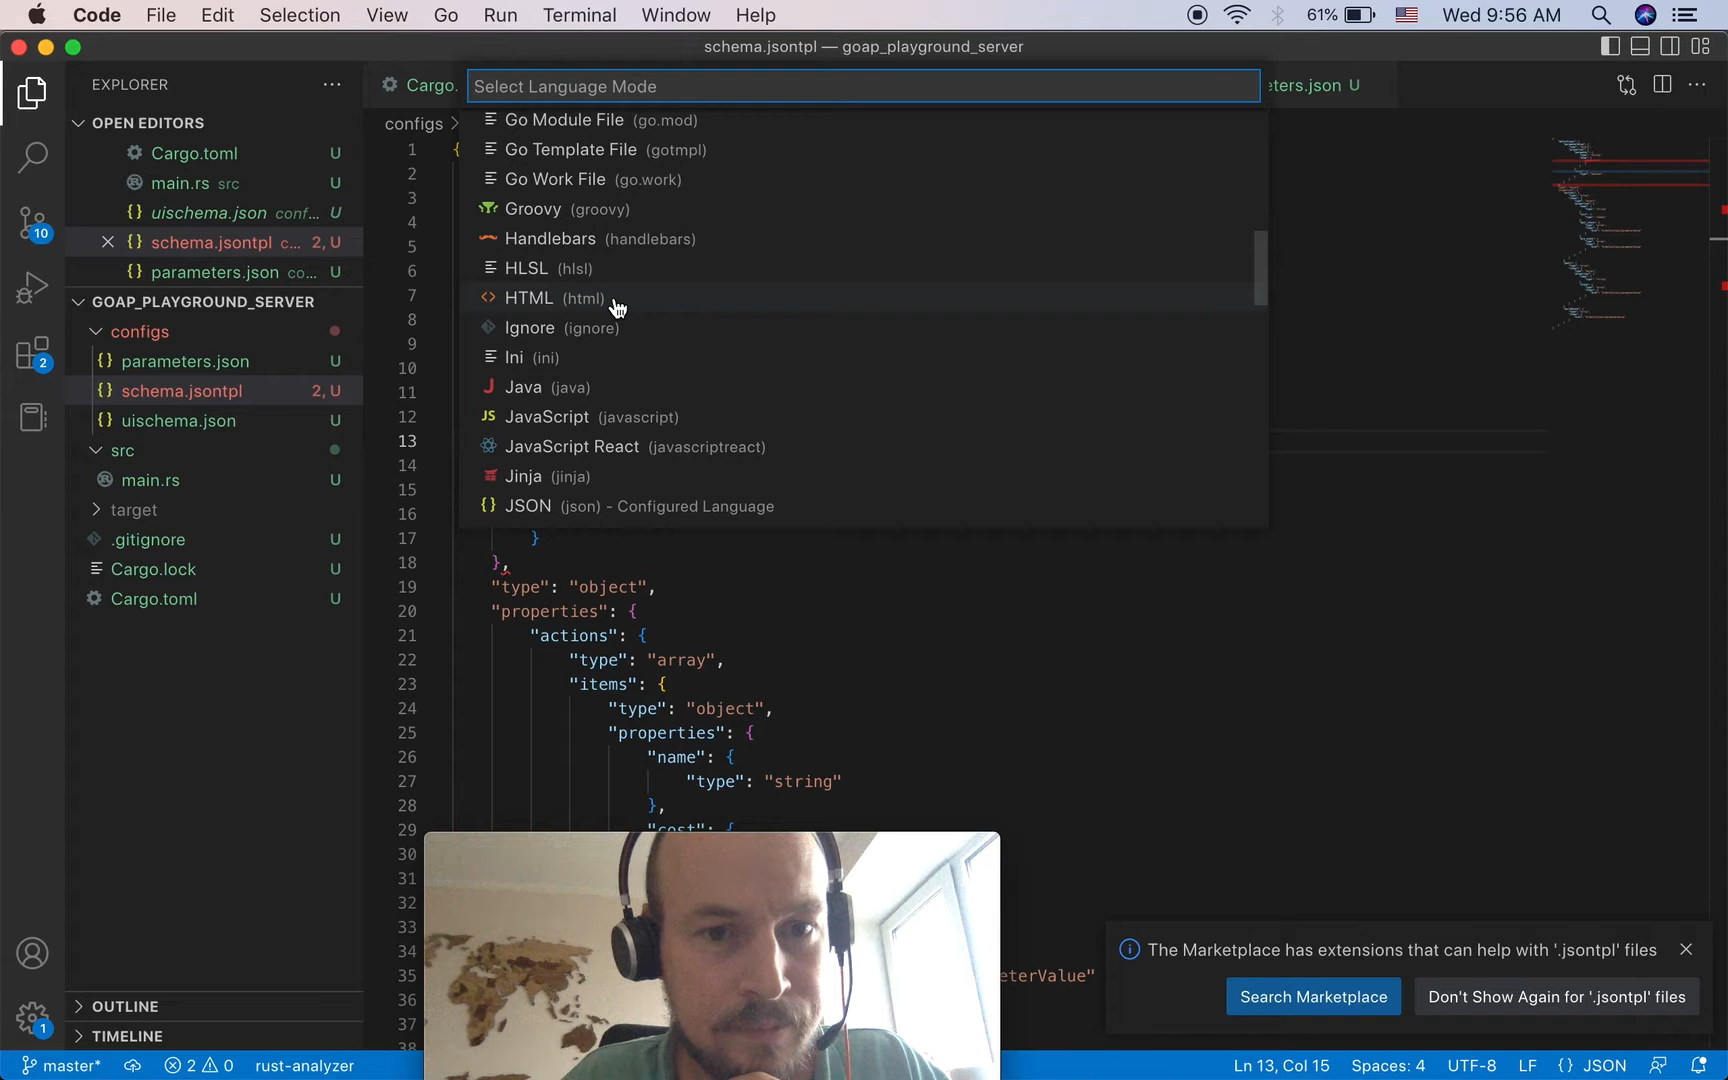 Code File Edit Selection View Go Run Terminal Window Help 61% Wed 9:56 AM
schema.jsontpl — goap_playground_server
EXPLORER
OPEN EDITORS
Cargo.toml U
main.rs src U
uischema.json conf... U
schema.jsontpl c... 2, U
parameters.json co... U
GOAP_PLAYGROUND_SERVER
configs
parameters.json U
schema.jsontpl 2, U
uischema.json U
src
main.rs U
target
.gitignore U
Cargo.lock U
Cargo.toml U
OUTLINE
TIMELINE
10
2
1
Cargo.
eters.json U
configs >
Select Language Mode
Go Module File (go.mod)
Go Template File (gotmpl)
Go Work File (go.work)
Groovy (groovy)
Handlebars (handlebars)
HLSL (hlsl)
HTML (html)
Ignore (ignore)
Ini (ini)
Java (java)
JavaScript (javascript)
JavaScript React (javascriptreact)
Jinja (jinja)
JSON (json) - Configured Language
1 {
2
3
4
5
6
7
8
9
10
11
12
13
14
15
16
17 }
18 },
19 "type": "object",
20 "properties": {
21 "actions": {
22 "type": "array",
23 "items": {
24 "type": "object",
25 "properties": {
26 "name": {
27 "type": "string"
28 },
29 "cost": {
30
31
32
33
34
35 eterValue"
36
37
38
The Marketplace has extensions that can help with '.jsontpl' files
Search Marketplace Don't Show Again for '.jsontpl' files
master* 2 0 rust-analyzer Ln 13, Col 15 Spaces: 4 UTF-8 LF {} JSON